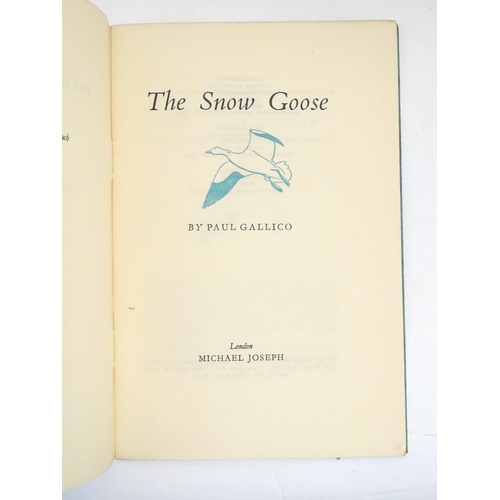 The Snow Goose
BY PAUL GALLICO
London
MICHAEL JOSEPH